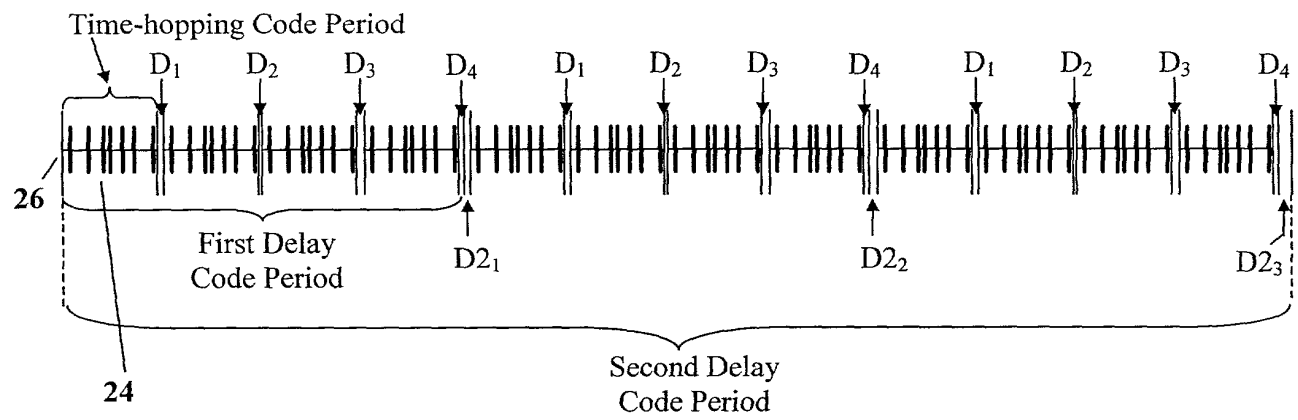 Time-hopping Code Period
D₁ D₂ D₃ D₄ D₁ D₂ D₃ D₄ D₁ D₂ D₃ D₄
26
First Delay
Code Period
D2₁ D2₂ D2₃
24
Second Delay
Code Period